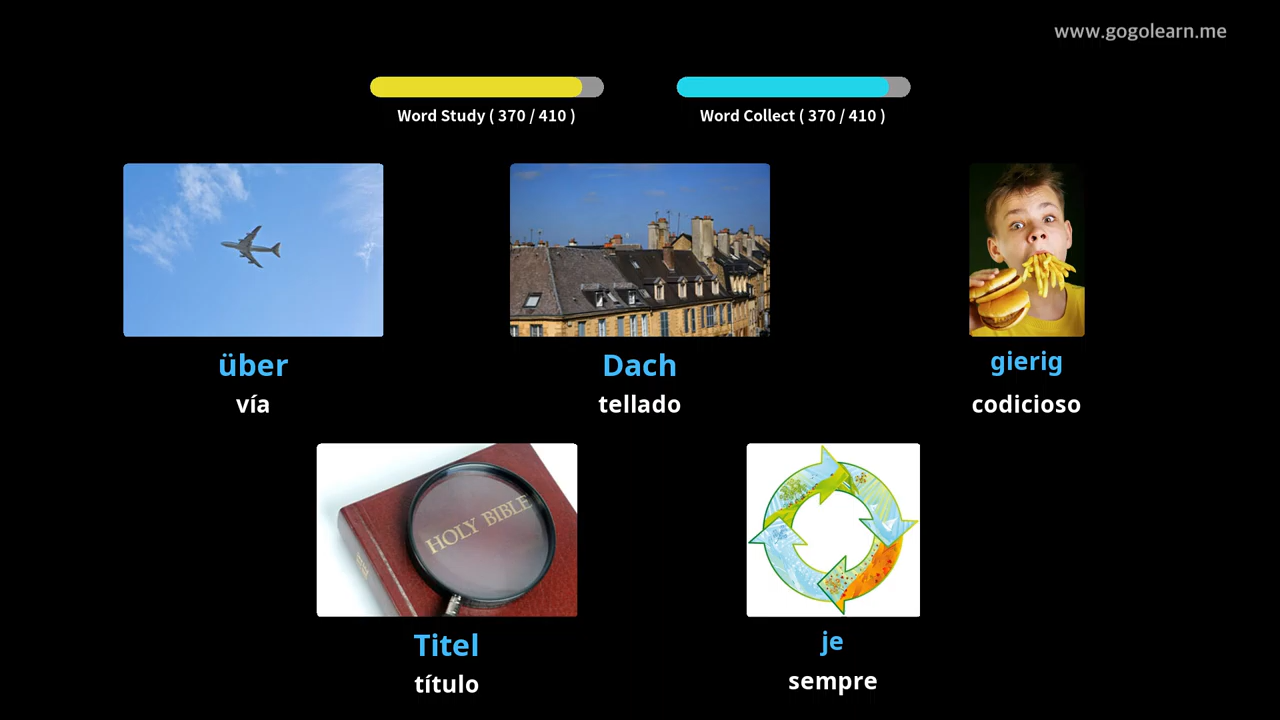 www.gogolearn.me
Word Study ( 370 / 410 )
Word Collect ( 370 / 410 )
über
vía
Dach
tellado
gierig
codicioso
HOLY BIBLE
Titel
título
je
sempre